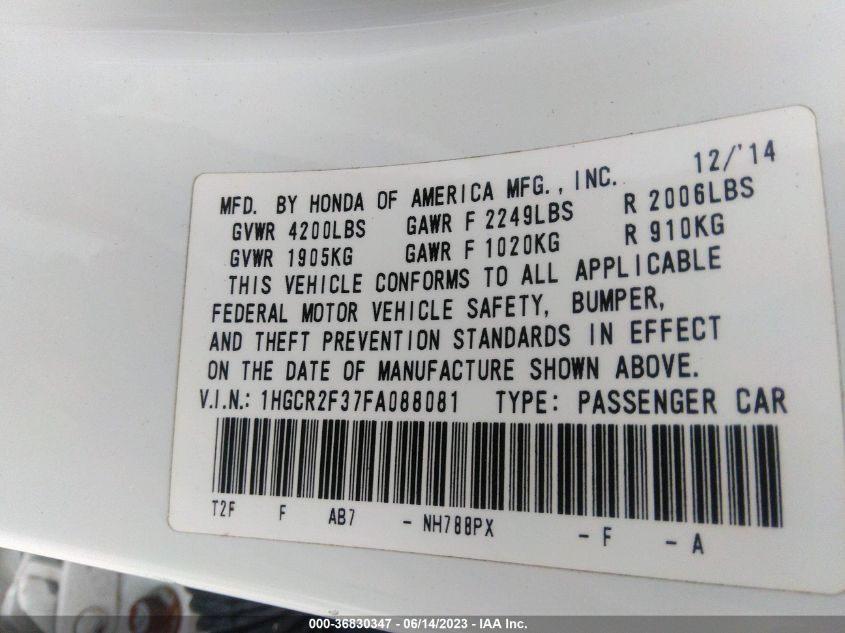 12/'14
MFD. BY HONDA OF AMERICA MFG., INC.
GVWR 4200LBS GAWR F 2249LBS R 2006LBS
GVWR 1905KG GAWR F 1020KG R 910KG
THIS VEHICLE CONFORMS TO ALL APPLICABLE
FEDERAL MOTOR VEHICLE SAFETY, BUMPER,
AND THEFT PREVENTION STANDARDS IN EFFECT
ON THE DATE OF MANUFACTURE SHOWN ABOVE.
V.I.N.: 1HGCR2F37FA088081 TYPE: PASSENGER CAR
T2F F AB7 - NH788PX - F - A
000-36830347 - 06/14/2023 - IAA Inc.